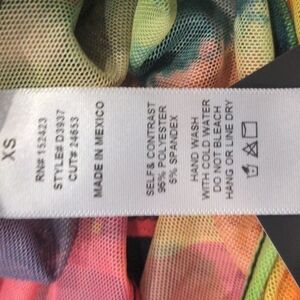 XS
RN# 152423
STYLE# D3937
CUT# 24653
MADE IN MEXICO
SELF& CONTRAST
95% POLYESTER
5% SPANDEX
HAND WASH
WITH COLD WATER
DO NOT BLEACH
HANG OR LINE DRY